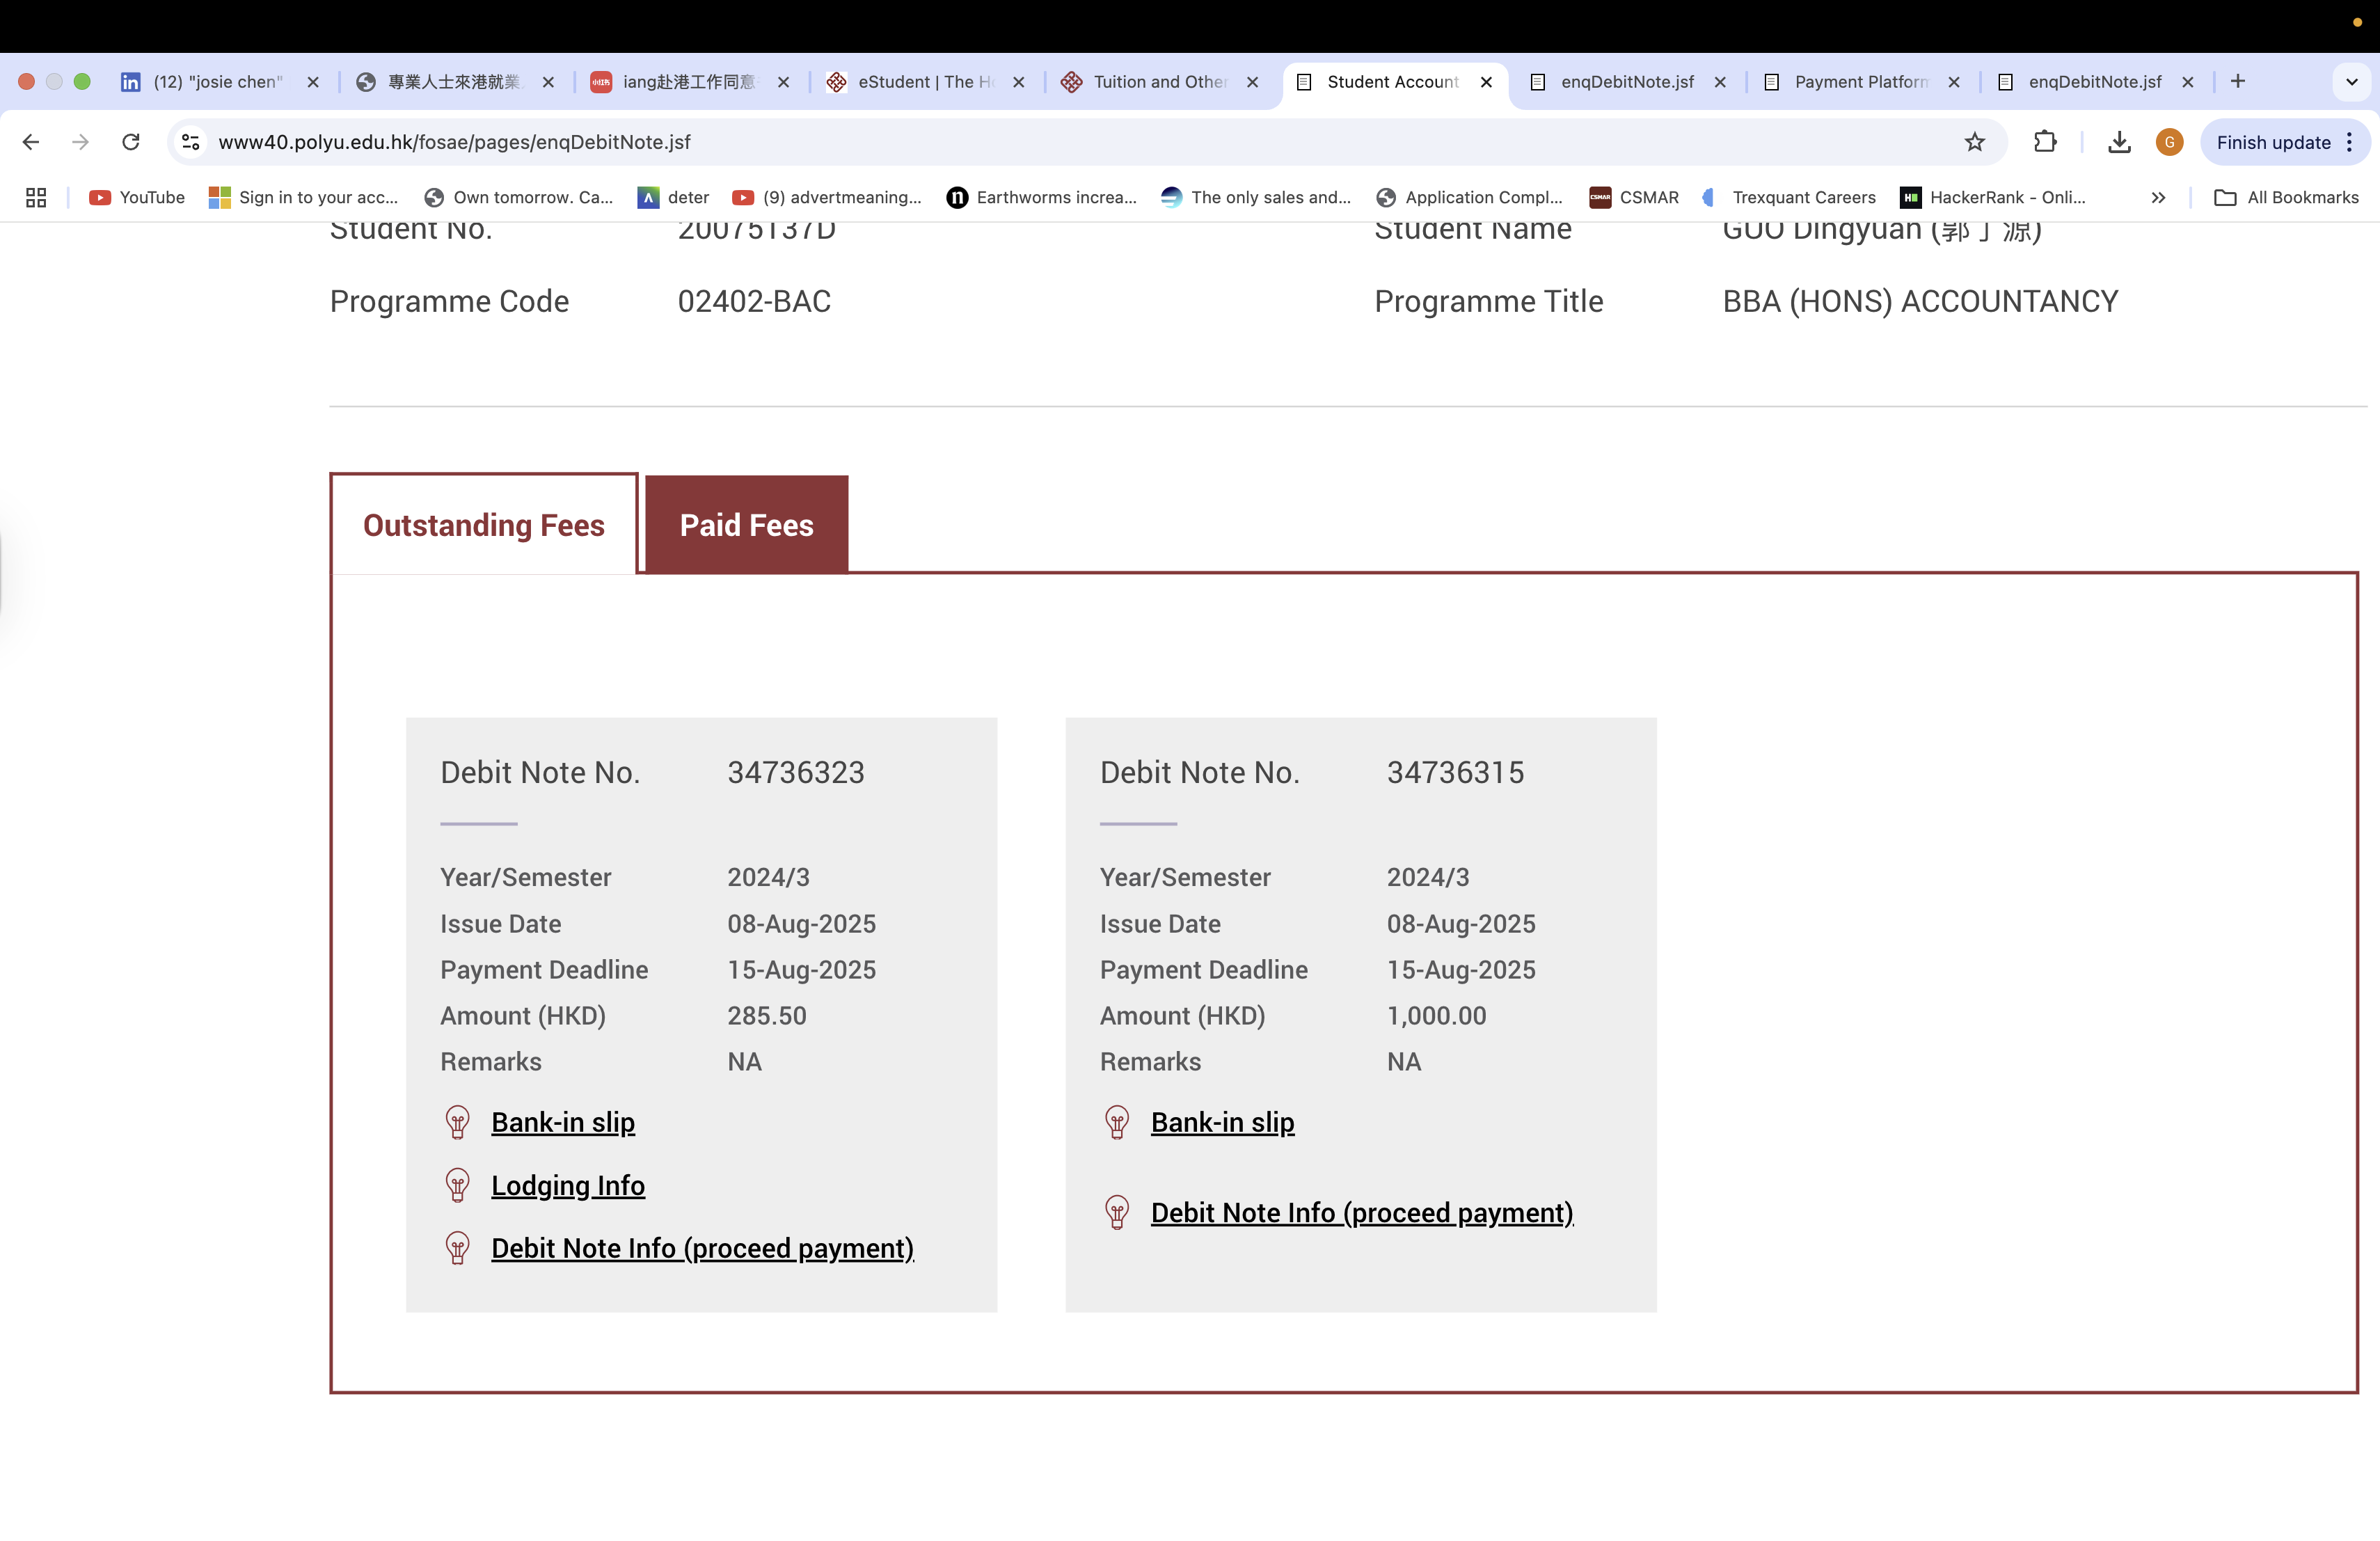 (12) "josie chen"
專業人士來港就業
iang赴港工作同意
eStudent | The H
Tuition and Other
Student Account
enqDebitNote.jsf
Payment Platform
enqDebitNote.jsf
www40.polyu.edu.hk/fosae/pages/enqDebitNote.jsf
G
Finish update
YouTube
Sign in to your acc...
Own tomorrow. Ca...
deter
(9) advertmeaning...
Earthworms increa...
The only sales and...
Application Compl...
CSMAR
Trexquant Careers
HackerRank - Onli...
All Bookmarks
Student No. 20075137D
Student Name GUO Dingyuan (郭丁源)
Programme Code 02402-BAC
Programme Title BBA (HONS) ACCOUNTANCY
Outstanding Fees
Paid Fees
Debit Note No. 34736323
Year/Semester 2024/3
Issue Date 08-Aug-2025
Payment Deadline 15-Aug-2025
Amount (HKD) 285.50
Remarks NA
Bank-in slip
Lodging Info
Debit Note Info (proceed payment)
Debit Note No. 34736315
Year/Semester 2024/3
Issue Date 08-Aug-2025
Payment Deadline 15-Aug-2025
Amount (HKD) 1,000.00
Remarks NA
Bank-in slip
Debit Note Info (proceed payment)